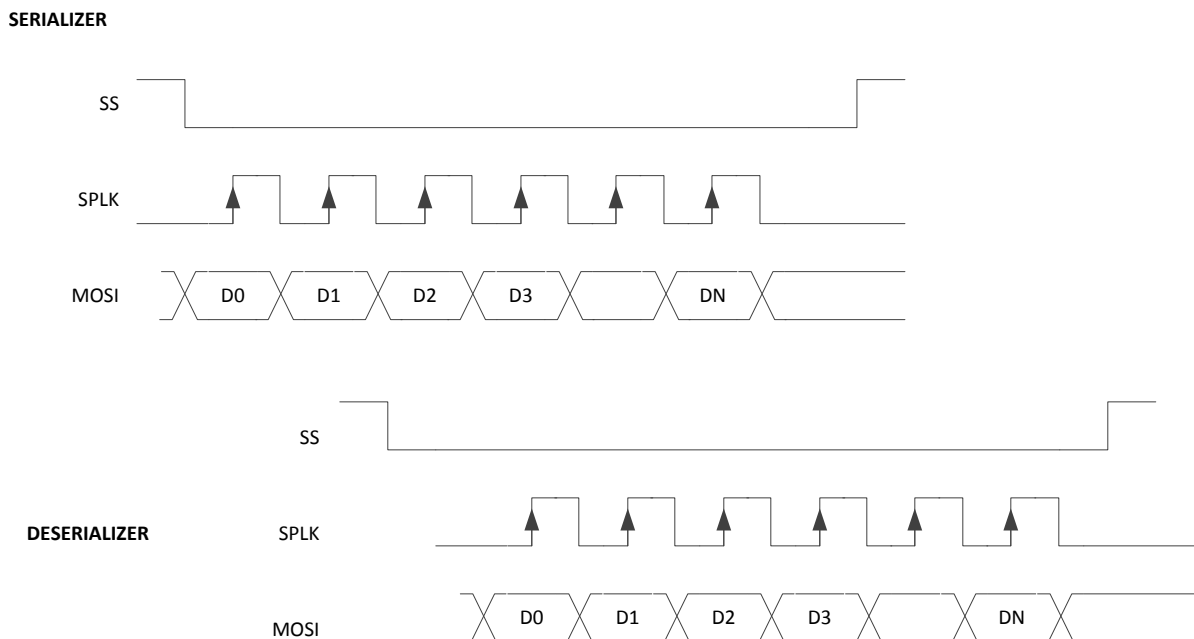 SERIALIZER
SS
SPLK
MOSI D0 D1 D2 D3 DN
SS
DESERIALIZER SPLK
MOSI D0 D1 D2 D3 DN